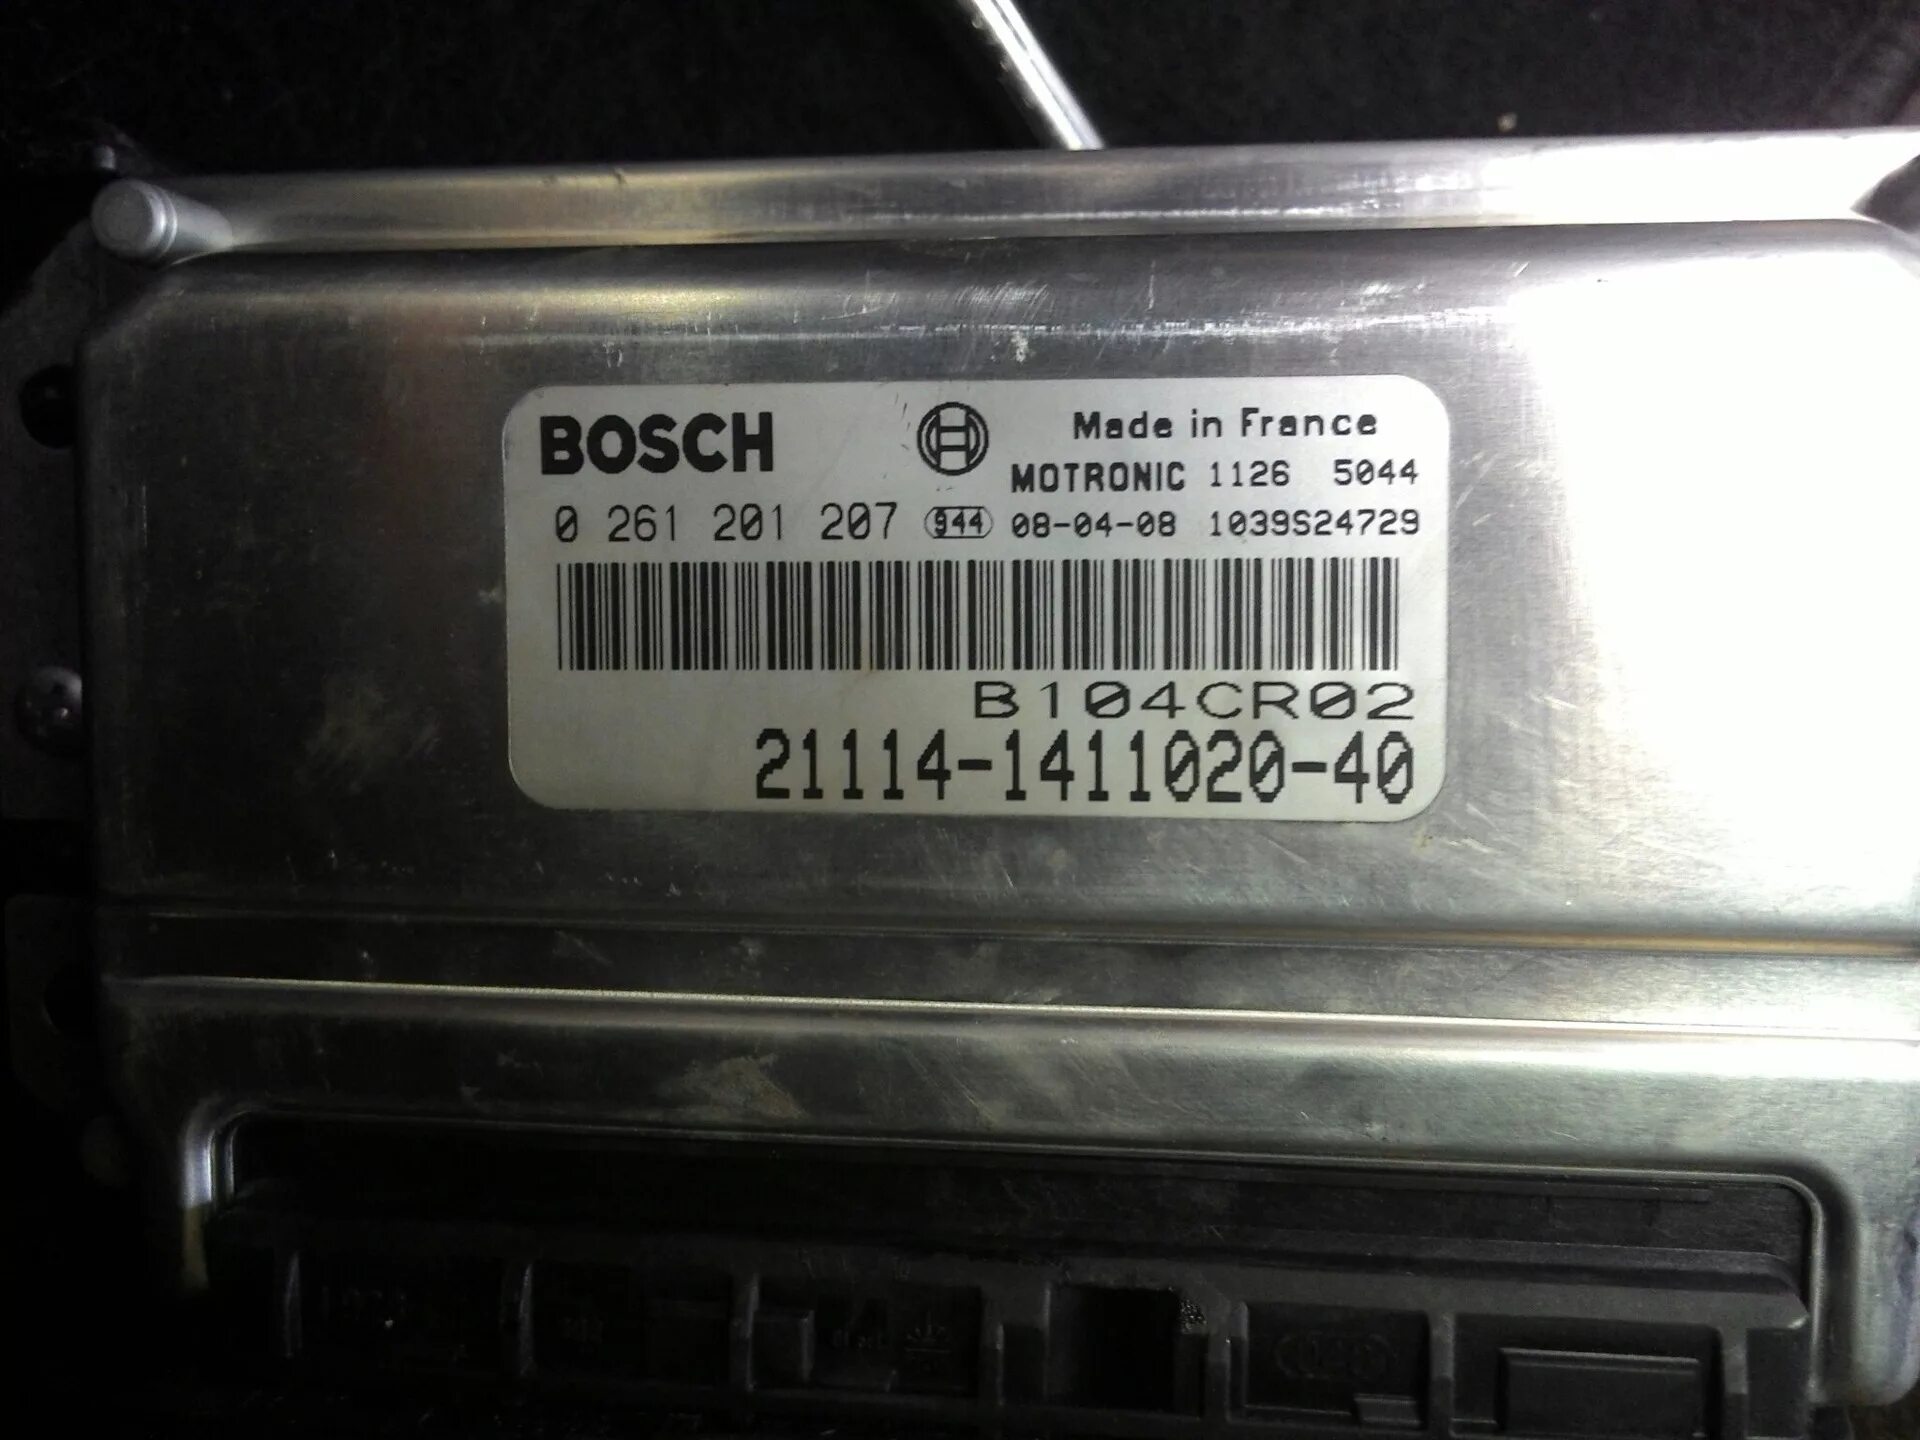 BOSCH
Made in France
MOTRONIC 1126 5044
0 261 201 207 944 08-04-08 1039S24729
B104CR02
21114-1411020-40